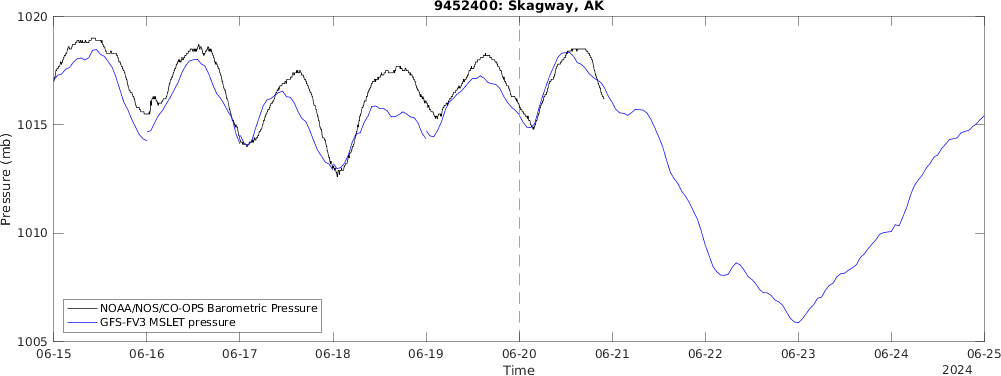 9452400: Skagway, AK
1020
1015
1010
1005
Pressure (mb)
NOAA/NOS/CO-OPS Barometric Pressure
GFS-FV3 MSLET pressure
06-15 06-16 06-17 06-18 06-19 06-20 06-21 06-22 06-23 06-24 06-25
Time
2024